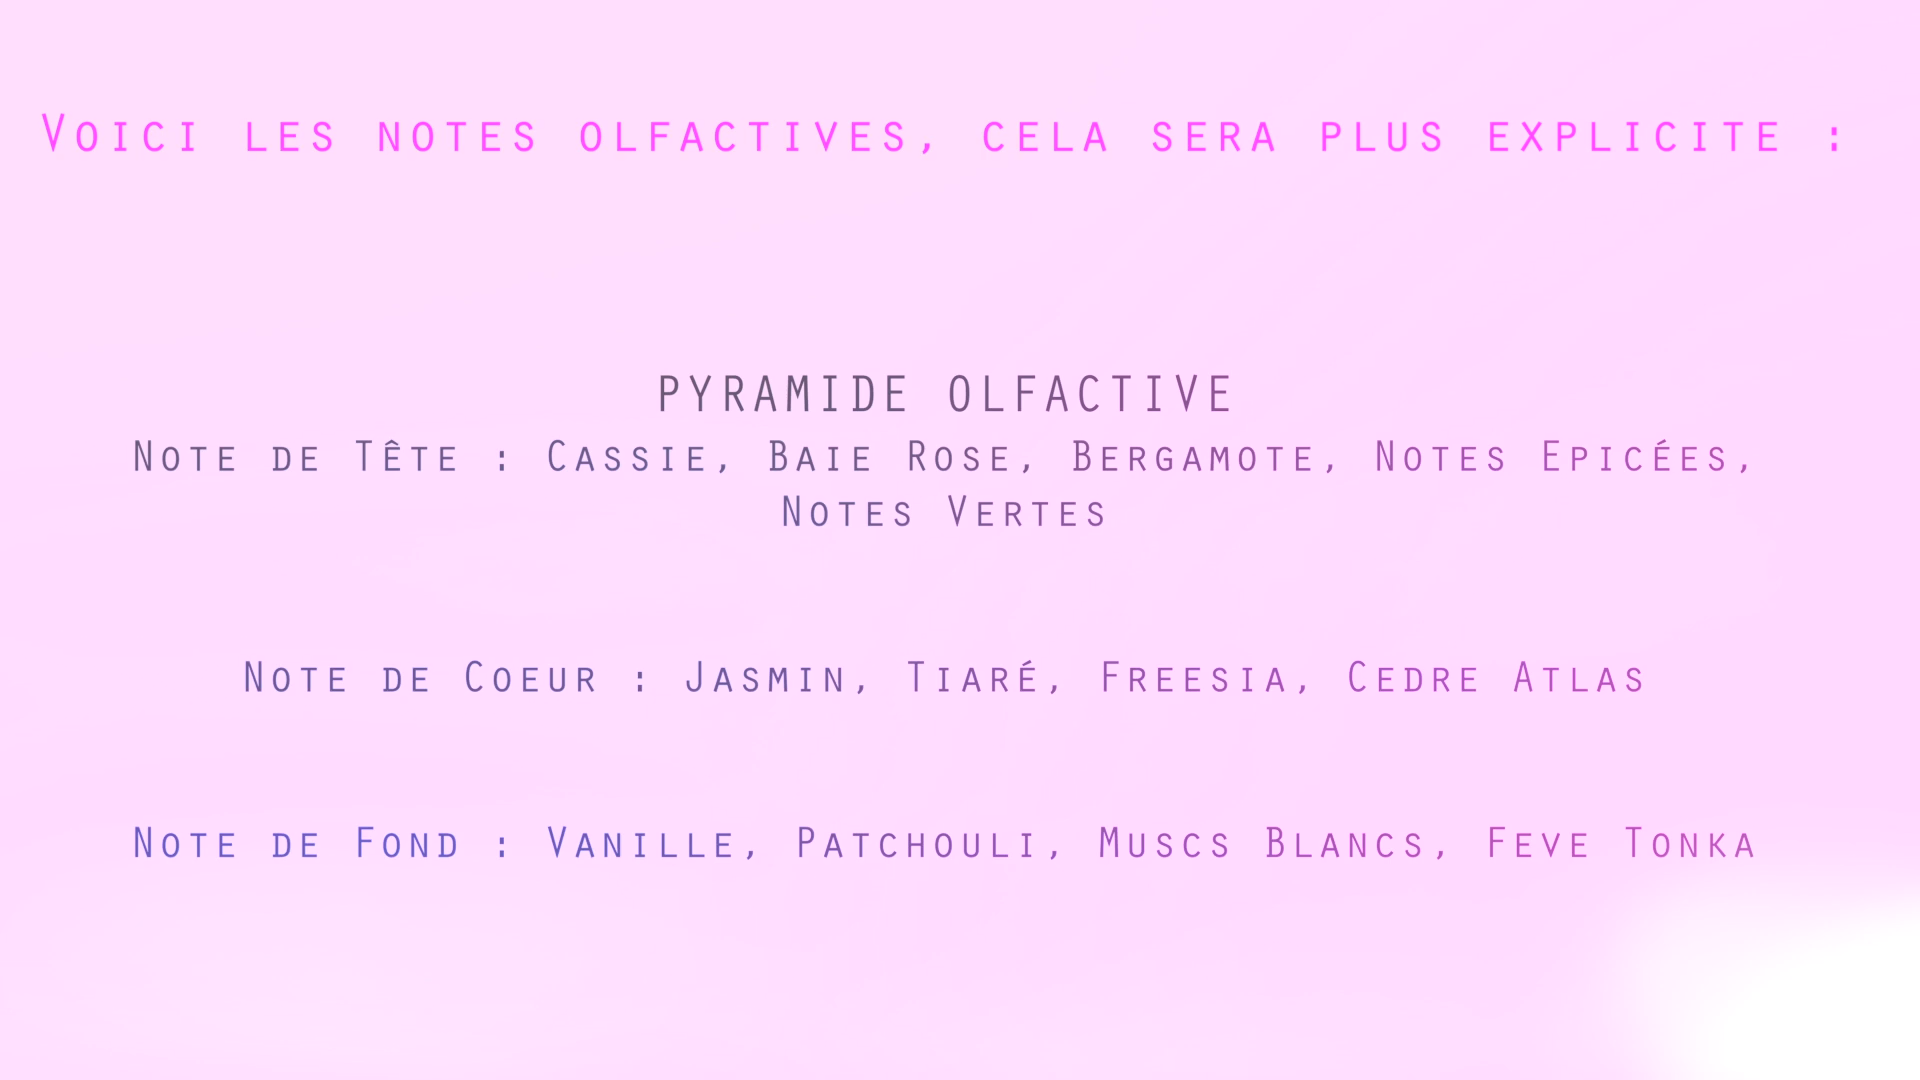 Voici les notes olfactives, cela sera plus explicite :
PYRAMIDE OLFACTIVE
Note de Tête : Cassie, Baie Rose, Bergamote, Notes Epicées,
Notes Vertes
Note de Coeur : Jasmin, Tiaré, Freesia, Cedre Atlas
Note de Fond : Vanille, Patchouli, Muscs Blancs, Feve Tonka